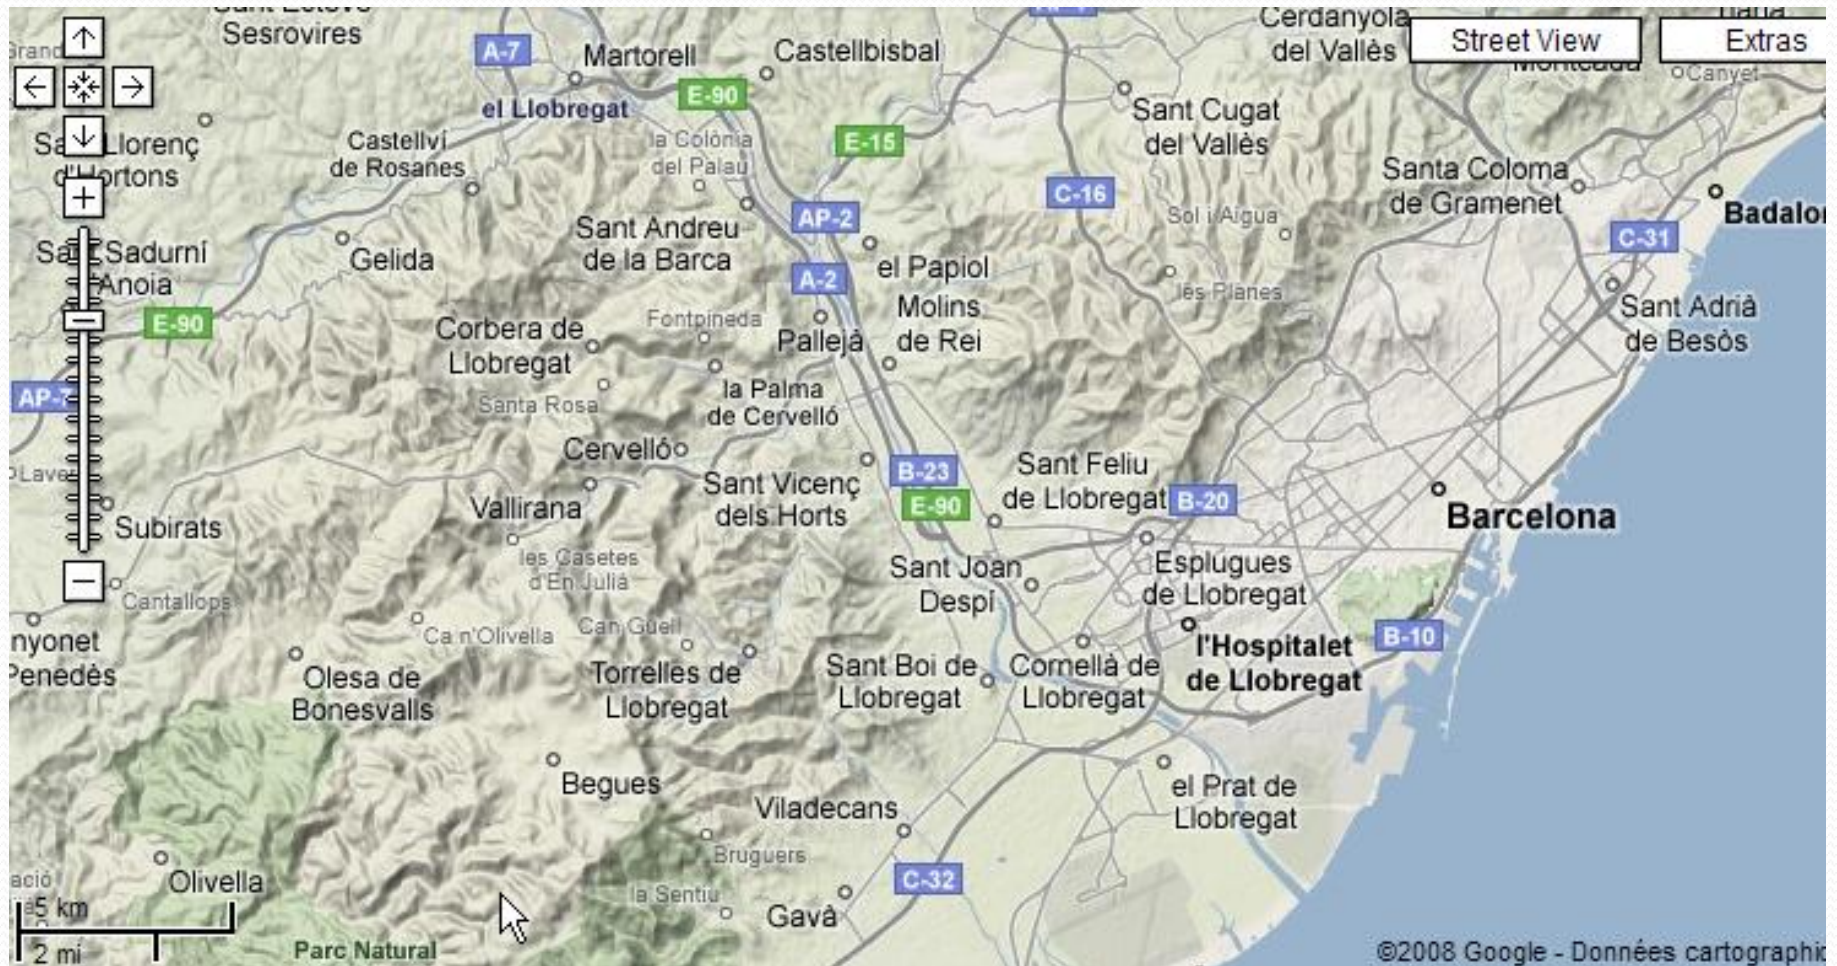 Sesrovires
A-7
Martorell
Castellbisbal
Cerdanyola
del Vallès
Street View
Extras
Canyet
E-90
el Llobregat
Sant Cugat
del Vallès
Llorenç
d'Hortons
Castellví
de Rosanes
la Colònia
del Palau
E-15
Santa Coloma
de Gramenet
C-16
AP-2
Sol i Aigua
Sant Andreu
de la Barca
C-31
Sadurní
Anoia
Gelida
el Papiol
A-2
les Planes
Molins
de Rei
Sant Adrià
de Besòs
E-90
Corbera de
Llobregat
Fontpineda
Pallejà
AP-7
Santa Rosa
la Palma
de Cervelló
Cervelló
B-23
Sant Feliu
de Llobregat
B-20
Sant Vicenç
dels Horts
E-90
Vallirana
Subirats
Barcelona
les Casetes
d'En Julià
Sant Joan
Despí
Esplugues
de Llobregat
Cantallops
Ca n'Olivella
Can Güell
nyonet
Penedès
B-10
l'Hospitalet
de Llobregat
Olesa de
Bonesvalls
Torrelles de
Llobregat
Sant Boi de
Llobregat
Cornellà de
Llobregat
Begues
Viladecans
el Prat de
Llobregat
Bruguers
Olivella
la Sentiu
C-32
Gavà
5 km
2 mi
Parc Natural
©2008 Google - Données cartographic